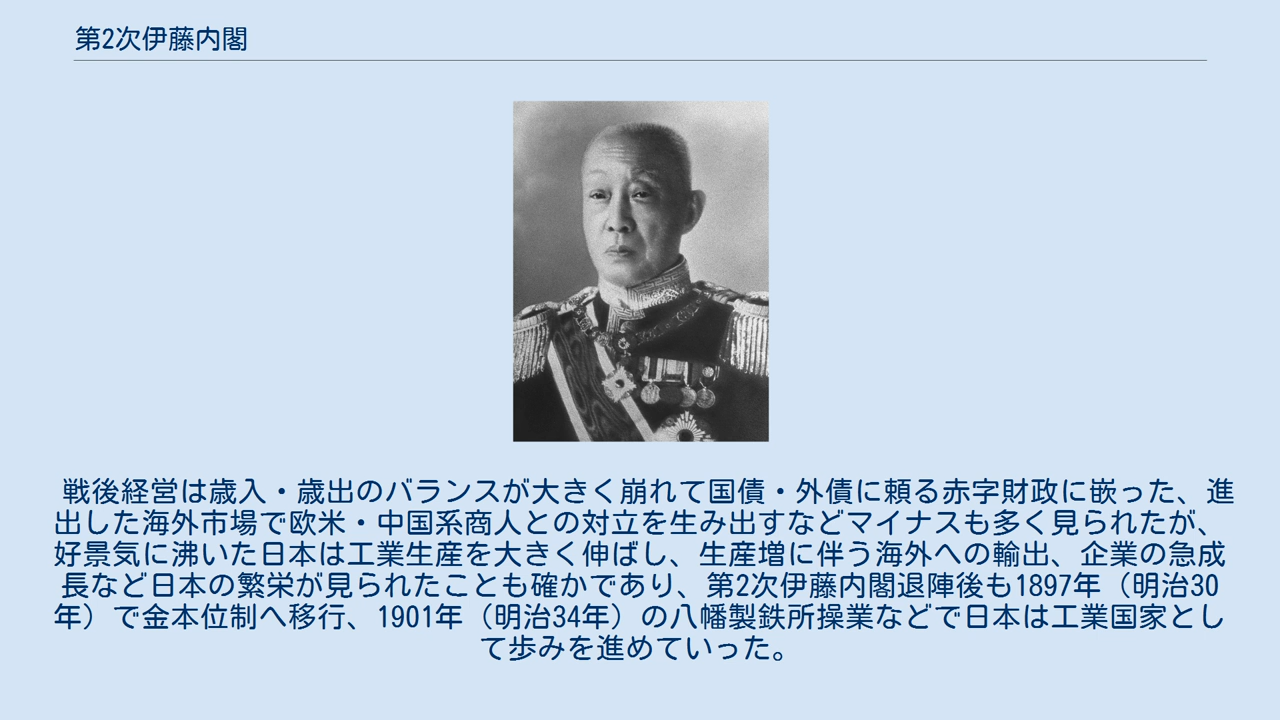 第2次伊藤内閣
戦後経営は歳入・歳出のバランスが大きく崩れて国債・外債に頼る赤字財政に嵌った、進
出した海外市場で欧米・中国系商人との対立を生み出すなどマイナスも多く見られたが、
好景気に沸いた日本は工業生産を大きく伸ばし、生産増に伴う海外への輸出、企業の急成
長など日本の繁栄が見られたことも確かであり、第2次伊藤内閣退陣後も1897年（明治30
年）で金本位制へ移行、1901年（明治34年）の八幡製鉄所操業などで日本は工業国家とし
て歩みを進めていった。